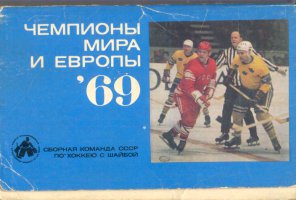 ЧЕМПИОНЫ
МИРА
И ЕВРОПЫ
'69
СБОРНАЯ КОМАНДА СССР
ПО ХОККЕЮ С ШАЙБОЙ